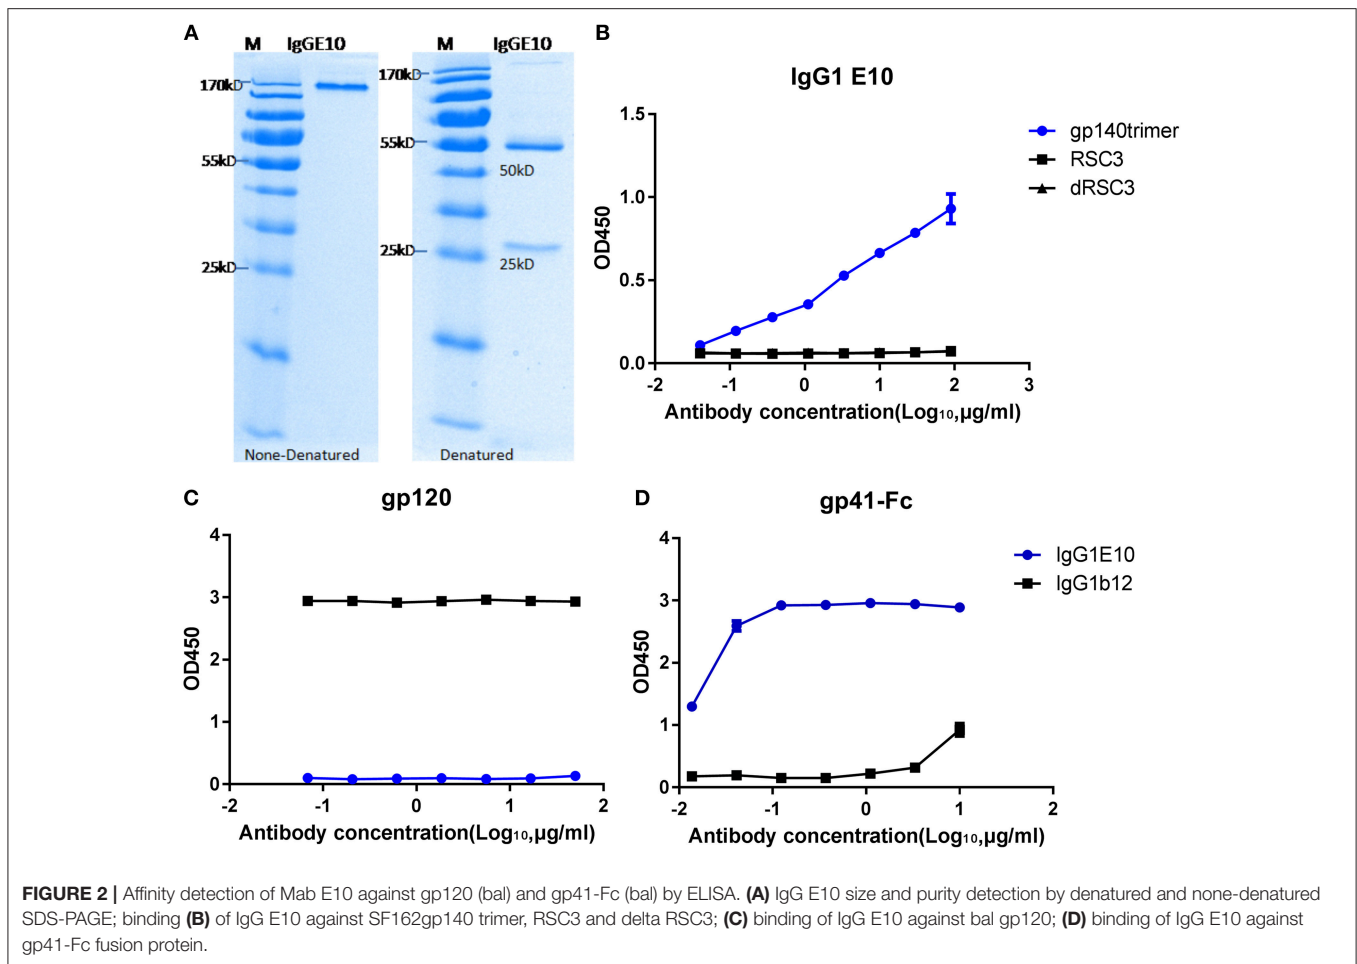 A
M IgGE10
170kD
55kD
25kD
None-Denatured
M IgGE10
170kD
55kD
50kD
25kD
25kD
Denatured
B
IgG1 E10
1.5
1.0
0.5
0.0
OD450
-2 -1 0 1 2 3
Antibody concentration(Log10,µg/ml)
gp140trimer
RSC3
dRSC3
C
gp120
4
3
2
1
0
OD450
-2 -1 0 1 2
Antibody concentration(Log10,µg/ml)
D
gp41-Fc
4
3
2
1
0
OD450
-2 -1 0 1 2
Antibody concentration(Log10,µg/ml)
IgG1E10
IgG1b12
FIGURE 2 | Affinity detection of Mab E10 against gp120 (bal) and gp41-Fc (bal) by ELISA. (A) IgG E10 size and purity detection by denatured and none-denatured
SDS-PAGE; binding (B) of IgG E10 against SF162gp140 trimer, RSC3 and delta RSC3; (C) binding of IgG E10 against bal gp120; (D) binding of IgG E10 against
gp41-Fc fusion protein.